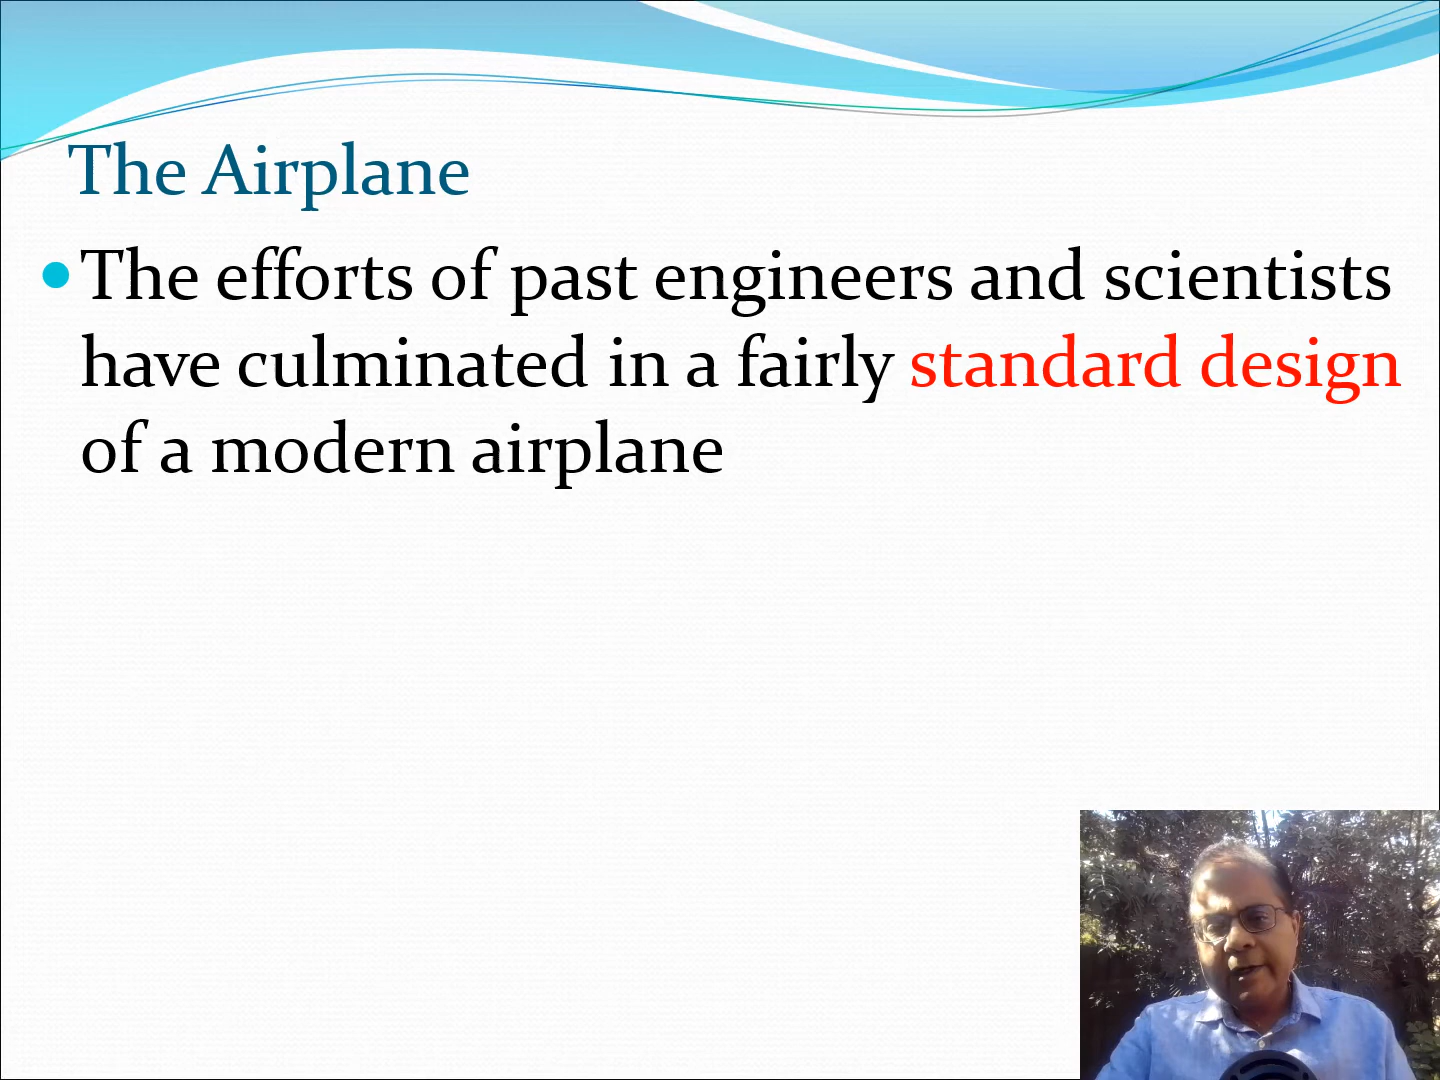 The Airplane
The efforts of past engineers and scientists
have culminated in a fairly standard design
of a modern airplane